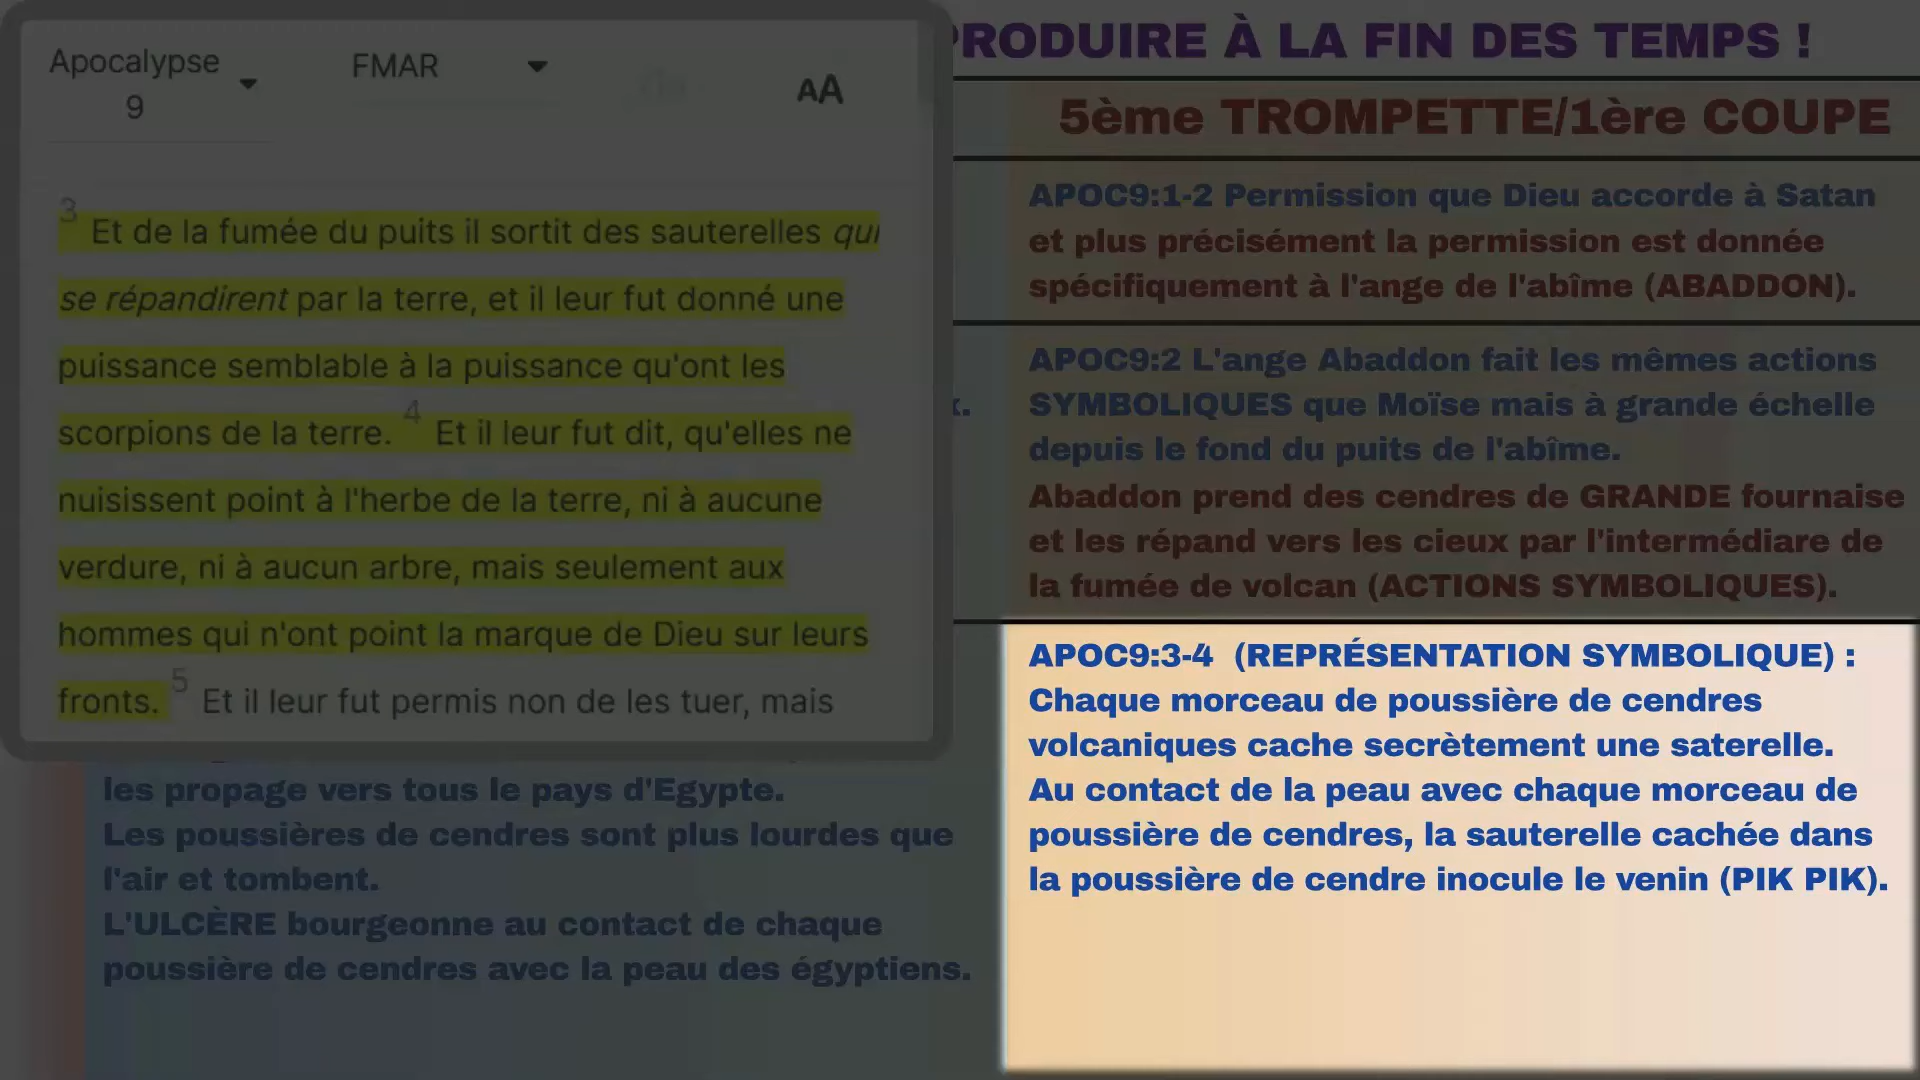 Apocalypse
9
FMAR
AA
3 Et de la fumée du puits il sortit des sauterelles qui
se répandirent par la terre, et il leur fut donné une
puissance semblable à la puissance qu'ont les
scorpions de la terre. 4 Et il leur fut dit, qu'elles ne
nuisissent point à l'herbe de la terre, ni à aucune
verdure, ni à aucun arbre, mais seulement aux
hommes qui n'ont point la marque de Dieu sur leurs
fronts. 5 Et il leur fut permis non de les tuer, mais
les propage vers tous le pays d'Egypte.
Les poussières de cendres sont plus lourdes que
l'air et tombent.
L'ULCÈRE bourgeonne au contact de chaque
poussière de cendres avec la peau des égyptiens.
PRODUIRE À LA FIN DES TEMPS !
5ème TROMPETTE/1ère COUPE
APOC9:1-2 Permission que Dieu accorde à Satan
et plus précisément la permission est donnée
spécifiquement à l'ange de l'abîme (ABADDON).
APOC9:2 L'ange Abaddon fait les mêmes actions
SYMBOLIQUES que Moïse mais à grande échelle
depuis le fond du puits de l'abîme.
Abaddon prend des cendres de GRANDE fournaise
et les répand vers les cieux par l'intermédiare de
la fumée de volcan (ACTIONS SYMBOLIQUES).
APOC9:3-4 (REPRÉSENTATION SYMBOLIQUE) :
Chaque morceau de poussière de cendres
volcaniques cache secrètement une saterelle.
Au contact de la peau avec chaque morceau de
poussière de cendres, la sauterelle cachée dans
la poussière de cendre inocule le venin (PIK PIK).